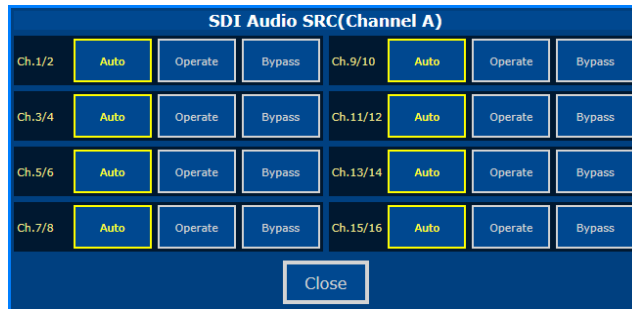 SDI Audio SRC(Channel A)
Ch.1/2 Auto Operate Bypass Ch.9/10 Auto Operate Bypass
Ch.3/4 Auto Operate Bypass Ch.11/12 Auto Operate Bypass
Ch.5/6 Auto Operate Bypass Ch.13/14 Auto Operate Bypass
Ch.7/8 Auto Operate Bypass Ch.15/16 Auto Operate Bypass
Close